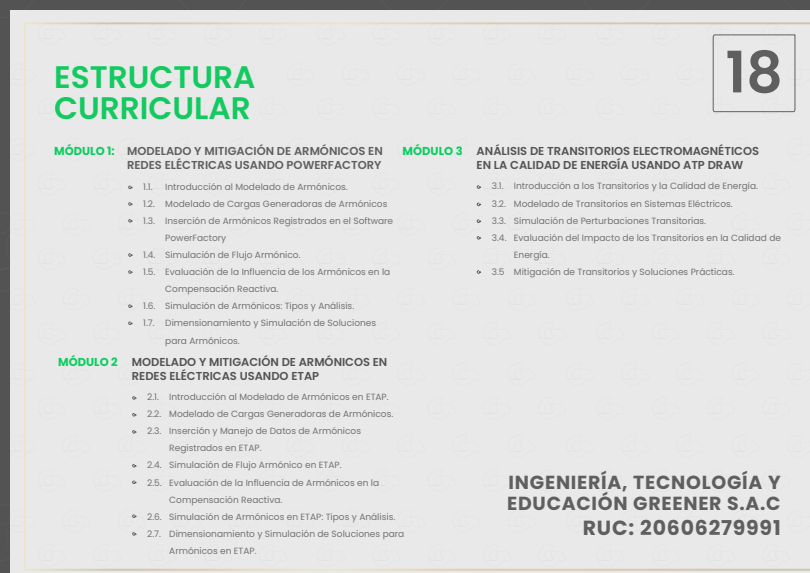 ESTRUCTURA
CURRICULAR
18
MÓDULO 1: MODELADO Y MITIGACIÓN DE ARMÓNICOS EN
REDES ELÉCTRICAS USANDO POWERFACTORY
1.1. Introducción al Modelado de Armónicos.
1.2. Modelado de Cargas Generadoras de Armónicos
1.3. Inserción de Armónicos Registrados en el Software
PowerFactory
1.4. Simulación de Flujo Armónico.
1.5. Evaluación de la Influencia de los Armónicos en la
Compensación Reactiva.
1.6. Simulación de Armónicos: Tipos y Análisis.
1.7. Dimensionamiento y Simulación de Soluciones
para Armónicos.
MÓDULO 2 MODELADO Y MITIGACIÓN DE ARMÓNICOS EN
REDES ELÉCTRICAS USANDO ETAP
2.1. Introducción al Modelado de Armónicos en ETAP.
2.2. Modelado de Cargas Generadoras de Armónicos.
2.3. Inserción y Manejo de Datos de Armónicos
Registrados en ETAP.
2.4. Simulación de Flujo Armónico en ETAP.
2.5. Evaluación de la Influencia de Armónicos en la
Compensación Reactiva.
2.6. Simulación de Armónicos en ETAP: Tipos y Análisis.
2.7. Dimensionamiento y Simulación de Soluciones para
Armónicos en ETAP.
MÓDULO 3 ANÁLISIS DE TRANSITORIOS ELECTROMAGNÉTICOS
EN LA CALIDAD DE ENERGÍA USANDO ATP DRAW
3.1. Introducción a los Transitorios y la Calidad de Energía.
3.2. Modelado de Transitorios en Sistemas Eléctricos.
3.3. Simulación de Perturbaciones Transitorias.
3.4. Evaluación del Impacto de los Transitorios en la Calidad de
Energía.
3.5 Mitigación de Transitorios y Soluciones Prácticas.
INGENIERÍA, TECNOLOGÍA Y
EDUCACIÓN GREENER S.A.C
RUC: 20606279991